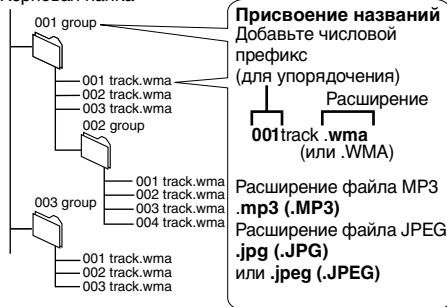 Корневая папка
001 group
001 track.wma
002 track.wma
003 track.wma
002 group
001 track.wma
002 track.wma
003 track.wma
004 track.wma
003 group
001 track.wma
002 track.wma
003 track.wma
Присвоение названий
Добавьте числовой
префикс
(для упорядочения)
Расширение
001track .wma
(или .WMA)
Расширение файла MP3
.mp3 (.MP3)
Расширение файла JPEG
.jpg (.JPG)
или .jpeg (.JPEG)